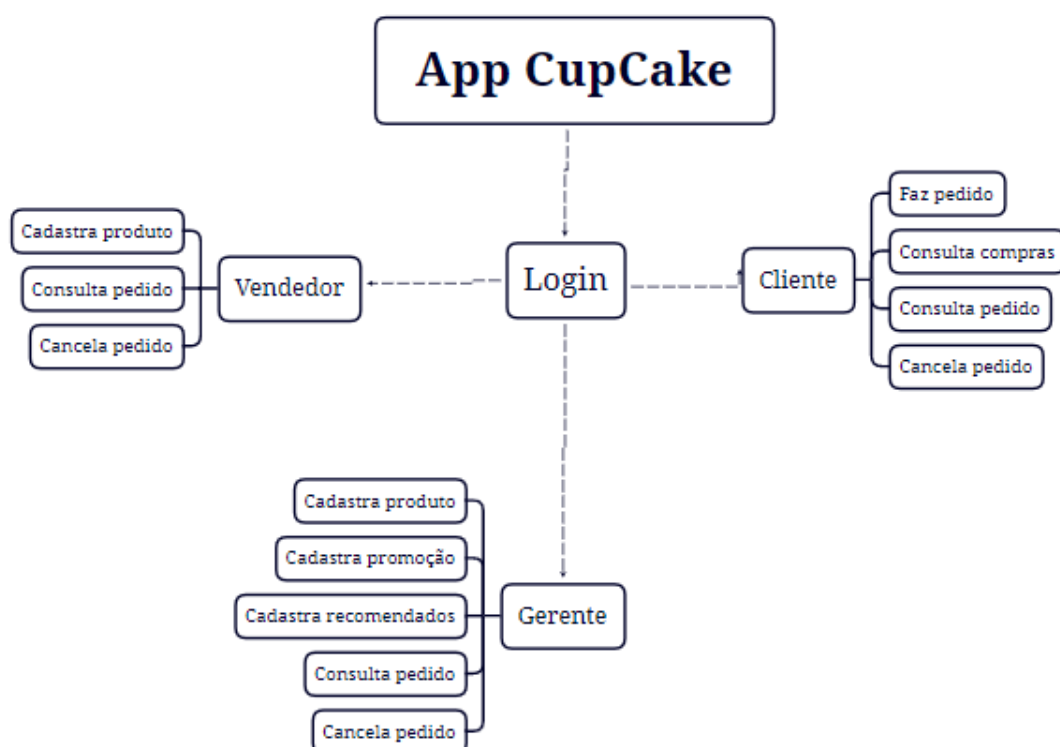 App CupCake
Login
Vendedor
Cadastra produto
Consulta pedido
Cancela pedido
Cliente
Faz pedido
Consulta compras
Consulta pedido
Cancela pedido
Gerente
Cadastra produto
Cadastra promoção
Cadastra recomendados
Consulta pedido
Cancela pedido